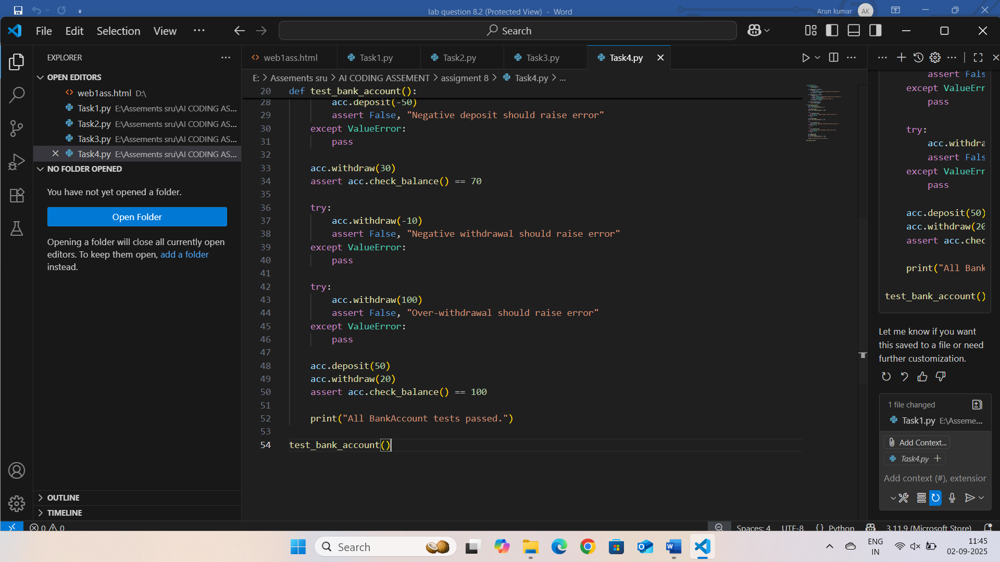 lab question 8.2 (Protected View) - Word
Arun kumar
AK
File Edit Selection View
Search
EXPLORER
OPEN EDITORS
web1ass.html D:\
Task1.py E:\Assements sru\AI CODING AS...
Task2.py E:\Assements sru\AI CODING AS...
Task3.py E:\Assements sru\AI CODING AS...
Task4.py E:\Assements sru\AI CODING AS...
NO FOLDER OPENED
You have not yet opened a folder.
Open Folder
Opening a folder will close all currently open
editors. To keep them open, add a folder
instead.
OUTLINE
TIMELINE
web1ass.html Task1.py Task2.py Task3.py Task4.py
E: > Assements sru > AI CODING ASSEMENT > assigment 8 > Task4.py > ...
20 def test_bank_account():
28 acc.deposit(-50)
29 assert False, "Negative deposit should raise error"
30 except ValueError:
31 pass
32
33 acc.withdraw(30)
34 assert acc.check_balance() == 70
35
36 try:
37 acc.withdraw(-10)
38 assert False, "Negative withdrawal should raise error"
39 except ValueError:
40 pass
41
42 try:
43 acc.withdraw(100)
44 assert False, "Over-withdrawal should raise error"
45 except ValueError:
46 pass
47
48 acc.deposit(50)
49 acc.withdraw(20)
50 assert acc.check_balance() == 100
51
52 print("All BankAccount tests passed.")
53
54 test_bank_account()
assert Fals
except ValueErr
pass
try:
acc.withdra
assert Fals
except ValueErr
pass
acc.deposit(50)
acc.withdraw(20
assert acc.chec
print("All Bank
test_bank_account()
Let me know if you want
this saved to a file or need
further customization.
1 file changed
Task1.py E:\Asseme...
Add Context...
Task4.py
Add context (#), extension
0 0
Spaces: 4 UTF-8 {} Python 3.11.9 (Microsoft Store)
Search
ENG
IN
11:45
02-09-2025